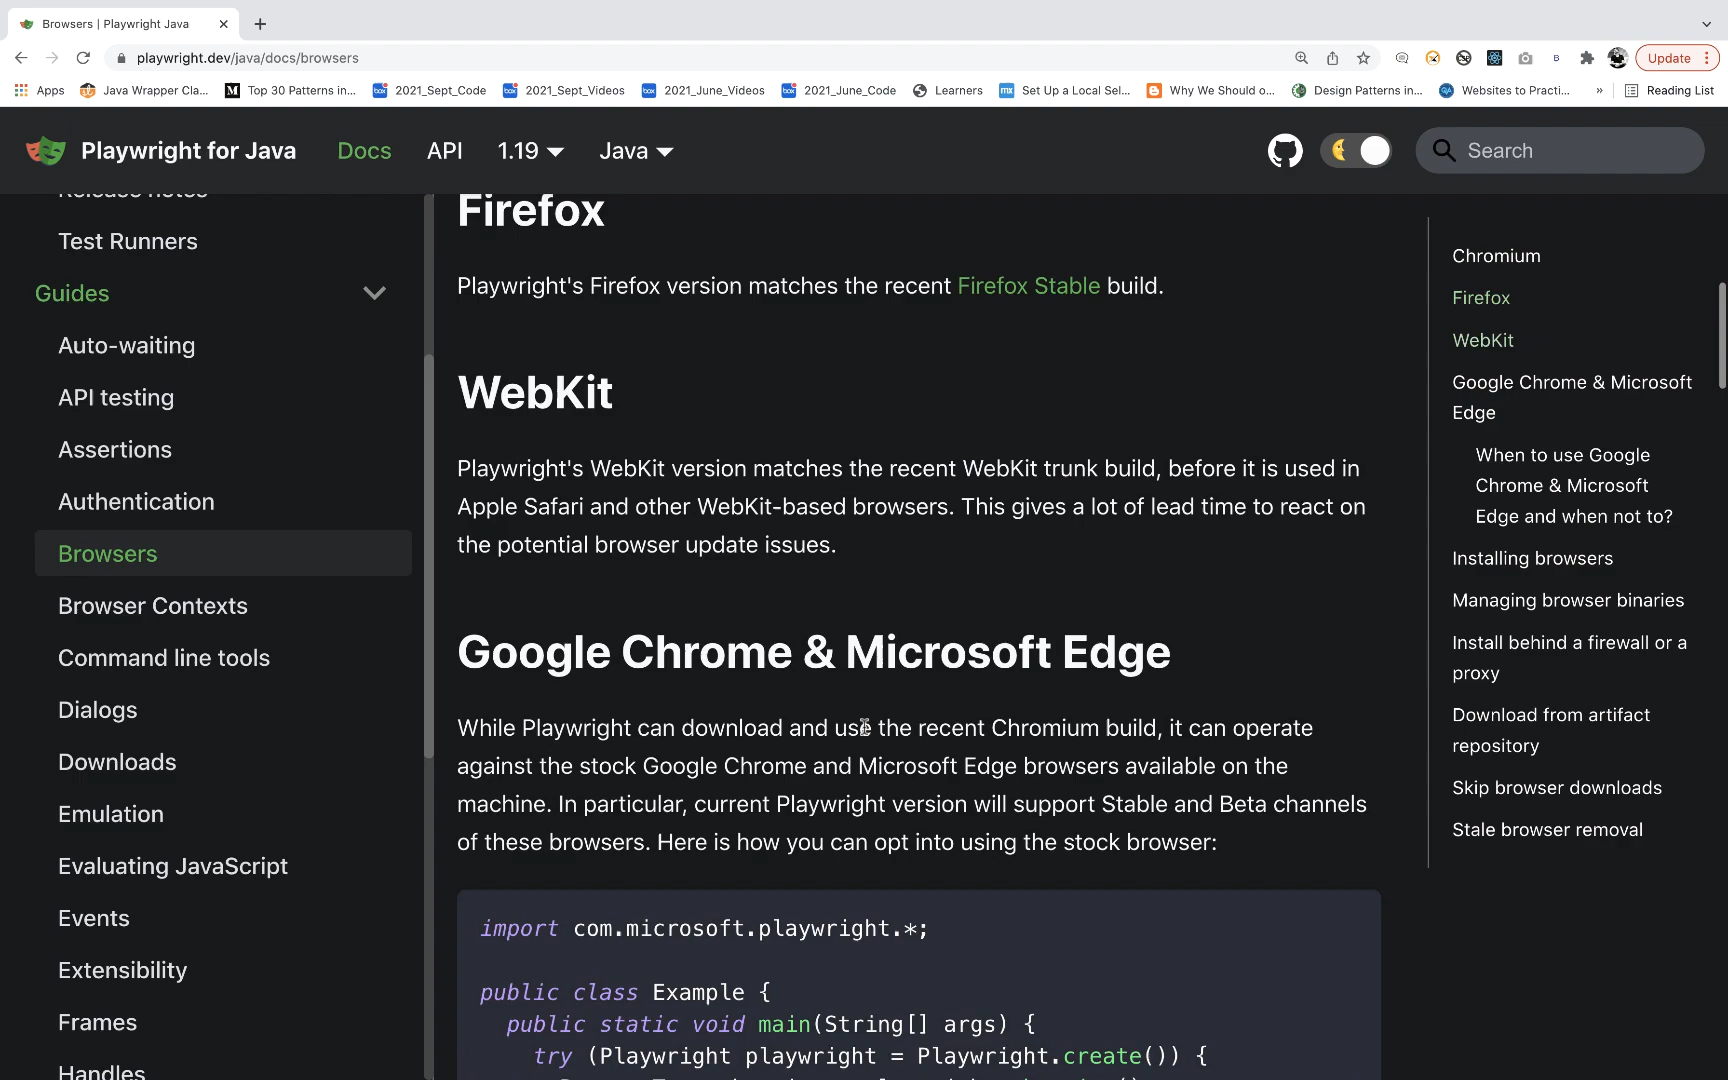 Browsers | Playwright Java
playwright.dev/java/docs/browsers
Update
Apps
Java Wrapper Cla...
Top 30 Patterns in...
2021_Sept_Code
2021_Sept_Videos
2021_June_Videos
2021_June_Code
Learners
Set Up a Local Sel...
Why We Should o...
Design Patterns in...
Websites to Practi...
»
Reading List
Playwright for Java
Docs
API
1.19
Java
Search
Release notes
Test Runners
Guides
Auto-waiting
API testing
Assertions
Authentication
Browsers
Browser Contexts
Command line tools
Dialogs
Downloads
Emulation
Evaluating JavaScript
Events
Extensibility
Frames
Handles
Firefox
Playwright's Firefox version matches the recent Firefox Stable build.
WebKit
Playwright's WebKit version matches the recent WebKit trunk build, before it is used in
Apple Safari and other WebKit-based browsers. This gives a lot of lead time to react on
the potential browser update issues.
Google Chrome & Microsoft Edge
While Playwright can download and use the recent Chromium build, it can operate
against the stock Google Chrome and Microsoft Edge browsers available on the
machine. In particular, current Playwright version will support Stable and Beta channels
of these browsers. Here is how you can opt into using the stock browser:
import com.microsoft.playwright.*;
public class Example {
public static void main(String[] args) {
try (Playwright playwright = Playwright.create()) {
Chromium
Firefox
WebKit
Google Chrome & Microsoft
Edge
When to use Google
Chrome & Microsoft
Edge and when not to?
Installing browsers
Managing browser binaries
Install behind a firewall or a
proxy
Download from artifact
repository
Skip browser downloads
Stale browser removal